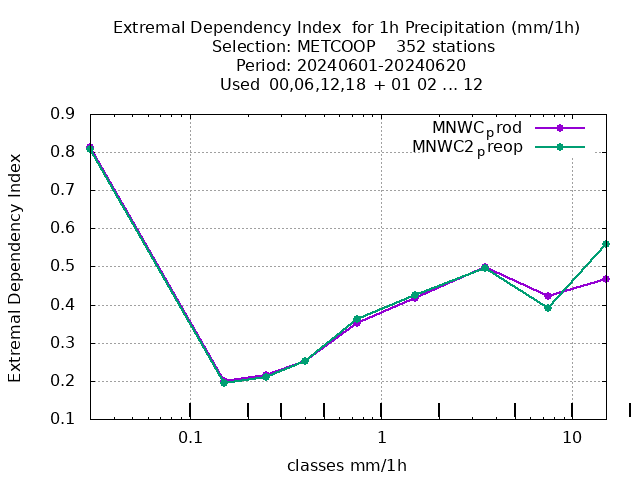 Extremal Dependency Index for 1h Precipitation (mm/1h)
Selection: METCOOP 352 stations
Period: 20240601-20240620
Used 00,06,12,18 + 01 02 ... 12
MNWCprod
MNWC2preop
Extremal Dependency Index
0.9
0.8
0.7
0.6
0.5
0.4
0.3
0.2
0.1
0.1 1 10
classes mm/1h